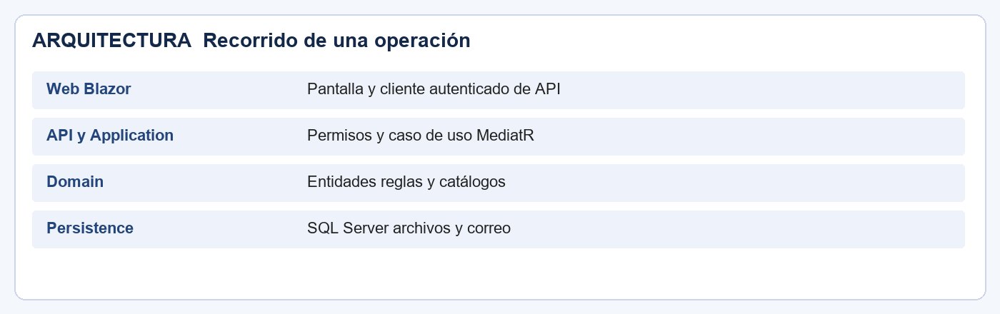 ARQUITECTURA  Recorrido de una operación
Web Blazor  Pantalla y cliente autenticado de API
API y Application  Permisos y caso de uso MediatR
Domain  Entidades reglas y catálogos
Persistence  SQL Server archivos y correo